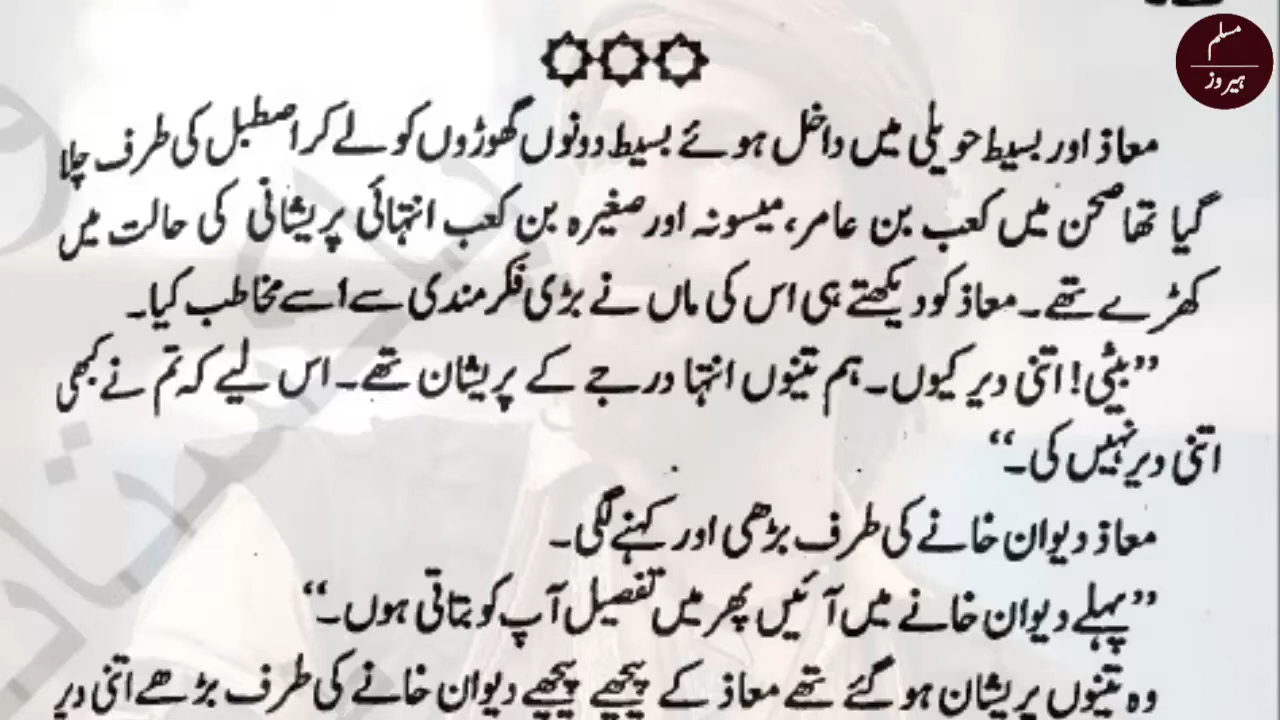 مسلم
ہیروز
معاذ اور بسیط حویلی میں داخل ہوئے بسیط دونوں گھوڑوں کو لے کر اصطبل کی طرف چلا
گیا تھا صحن میں کعب بن عامر، میسونہ اور صغیرہ بن کعب انتہائی پریشانی کی حالت میں
کھڑے تھے۔ معاذ کو دیکھتے ہی اس کی ماں نے بڑی فکر مندی سے اسے مخاطب کیا۔
”بیٹی! اتنی دیر کیوں۔ ہم تینوں انتہا درجے کے پریشان تھے۔ اس لیے کہ تم نے کبھی
اتنی دیر نہیں کی۔“
معاذ دیوان خانے کی طرف بڑھی اور کہنے لگی۔
”پہلے دیوان خانے میں آئیں پھر میں تفصیل آپ کو بتاتی ہوں۔“
وہ تینوں پریشان ہو گئے تھے معاذ کے پیچھے پیچھے دیوان خانے کی طرف بڑھے اتنی دیر